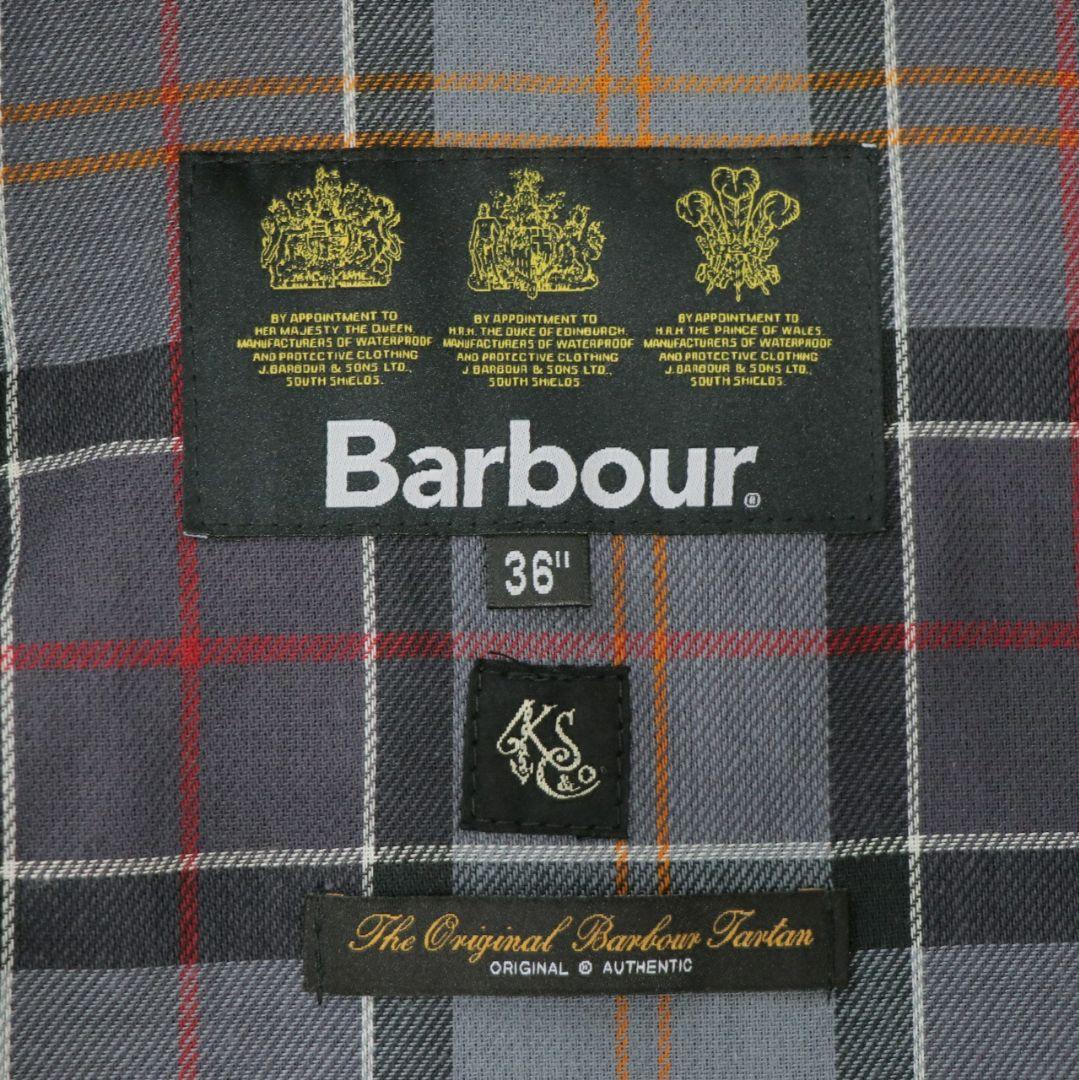 BY APPOINTMENT TO
HER MAJESTY THE QUEEN
MANUFACTURERS OF WATERPROOF
AND PROTECTIVE CLOTHING
J. BARBOUR & SONS LTD.,
SOUTH SHIELDS.
BY APPOINTMENT TO
H.R.H. THE DUKE OF EDINBURGH.
MANUFACTURERS OF WATERPROOF
AND PROTECTIVE CLOTHING
J. BARBOUR & SONS LTD.,
SOUTH SHIELDS.
BY APPOINTMENT TO
H.R.H THE PRINCE OF WALES.
MANUFACTURERS OF WATERPROOF
AND PROTECTIVE CLOTHING
J. BARBOUR & SONS LTD.,
SOUTH SHIELDS.
Barbour®
36"
KS
&Co
The Original Barbour Tartan
ORIGINAL ® AUTHENTIC